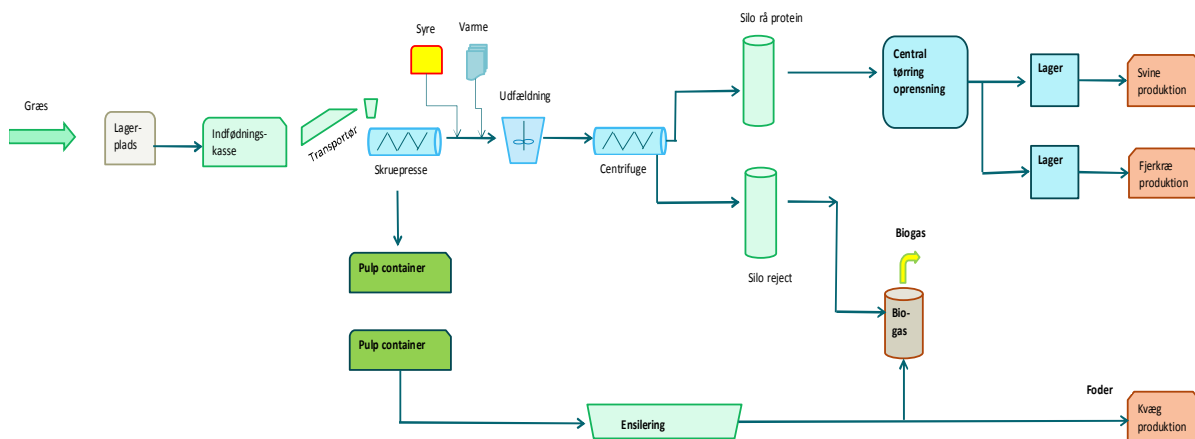 Græs
Lager-
plads
Indfødnings-
kasse
Transportør
Syre
Varme
Skruepresse
Udfældning
Centrifuge
Silo rå protein
Central
tørring
oprensning
Lager
Svine
produktion
Lager
Fjerkræ
produktion
Silo reject
Pulp container
Pulp container
Biogas
Bio-
gas
Ensilering
Foder
Kvæg
produktion